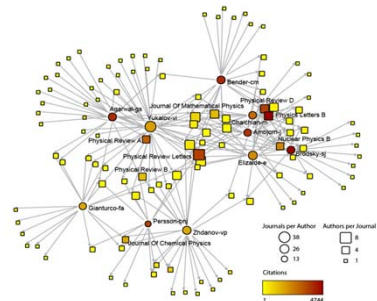 Bender-cm
Agarwal-gs
Physical Review D
Journal Of Mathematical Physics
Yukalov-vi
Physics Letters B
Physical Review A
Nuclear Physics B
Brodsky-sj
Physical Review Letters
Elizalde-e
Physical Review B
Gianturco-fa
Persson-bnj
Zhdanov-vp
Journal Of Chemical Physics
Journals per Author
Authors per Journal
38
26
13
8
4
1
Citations
1
4744